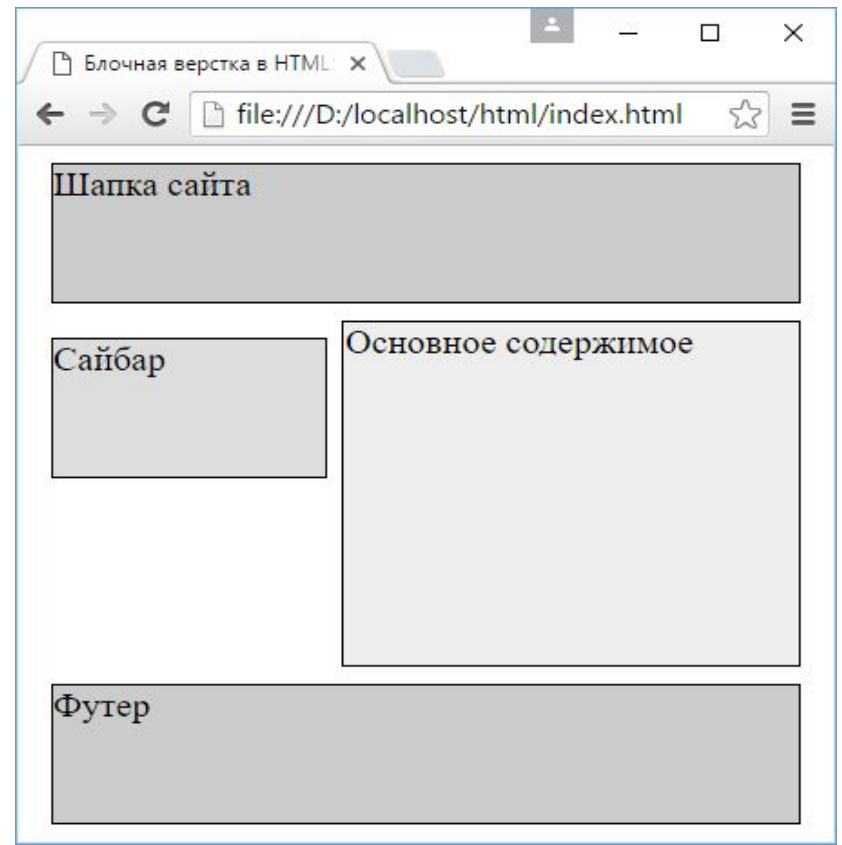 Блочная верстка в HTML
file:///D:/localhost/html/index.html
Шапка сайта
Сайбар
Основное содержимое
Футер